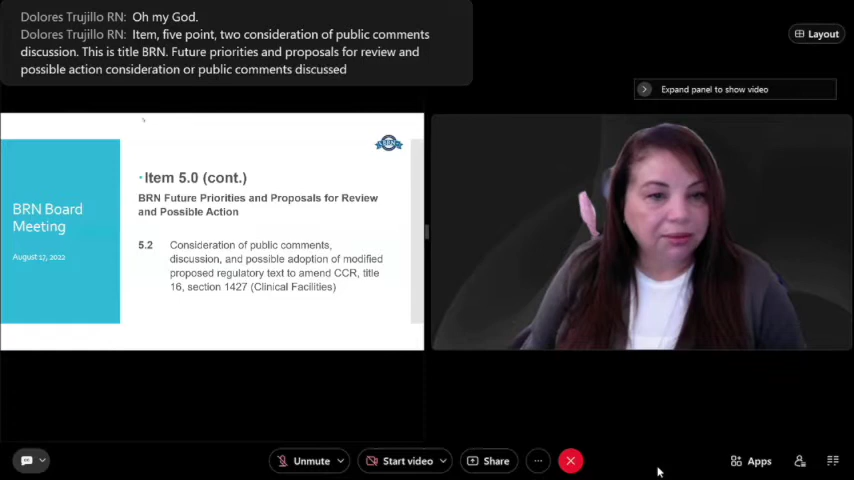 Dolores Trujillo RN: Oh my God.
Dolores Trujillo RN: Item, five point, two consideration of public comments
discussion. This is title BRN. Future priorities and proposals for review and
possible action consideration or public comments discussed
Layout
Expand panel to show video
BRN
Item 5.0 (cont.)
BRN Future Priorities and Proposals for Review
and Possible Action
BRN Board
Meeting
August 17, 2022
5.2 Consideration of public comments,
discussion, and possible adoption of modified
proposed regulatory text to amend CCR, title
16, section 1427 (Clinical Facilities)
Unmute
Start video
Share
Apps